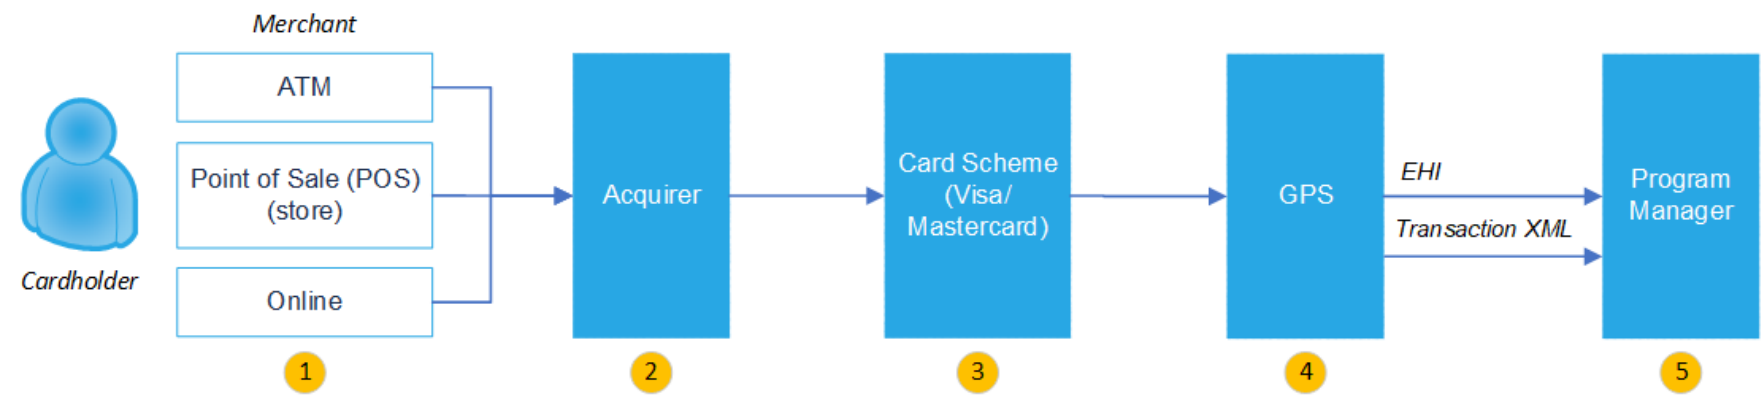 Merchant
ATM
Point of Sale (POS)
(store)
Online
Cardholder
Acquirer
Card Scheme
(Visa/
Mastercard)
GPS
EHI
Transaction XML
Program
Manager
1
2
3
4
5